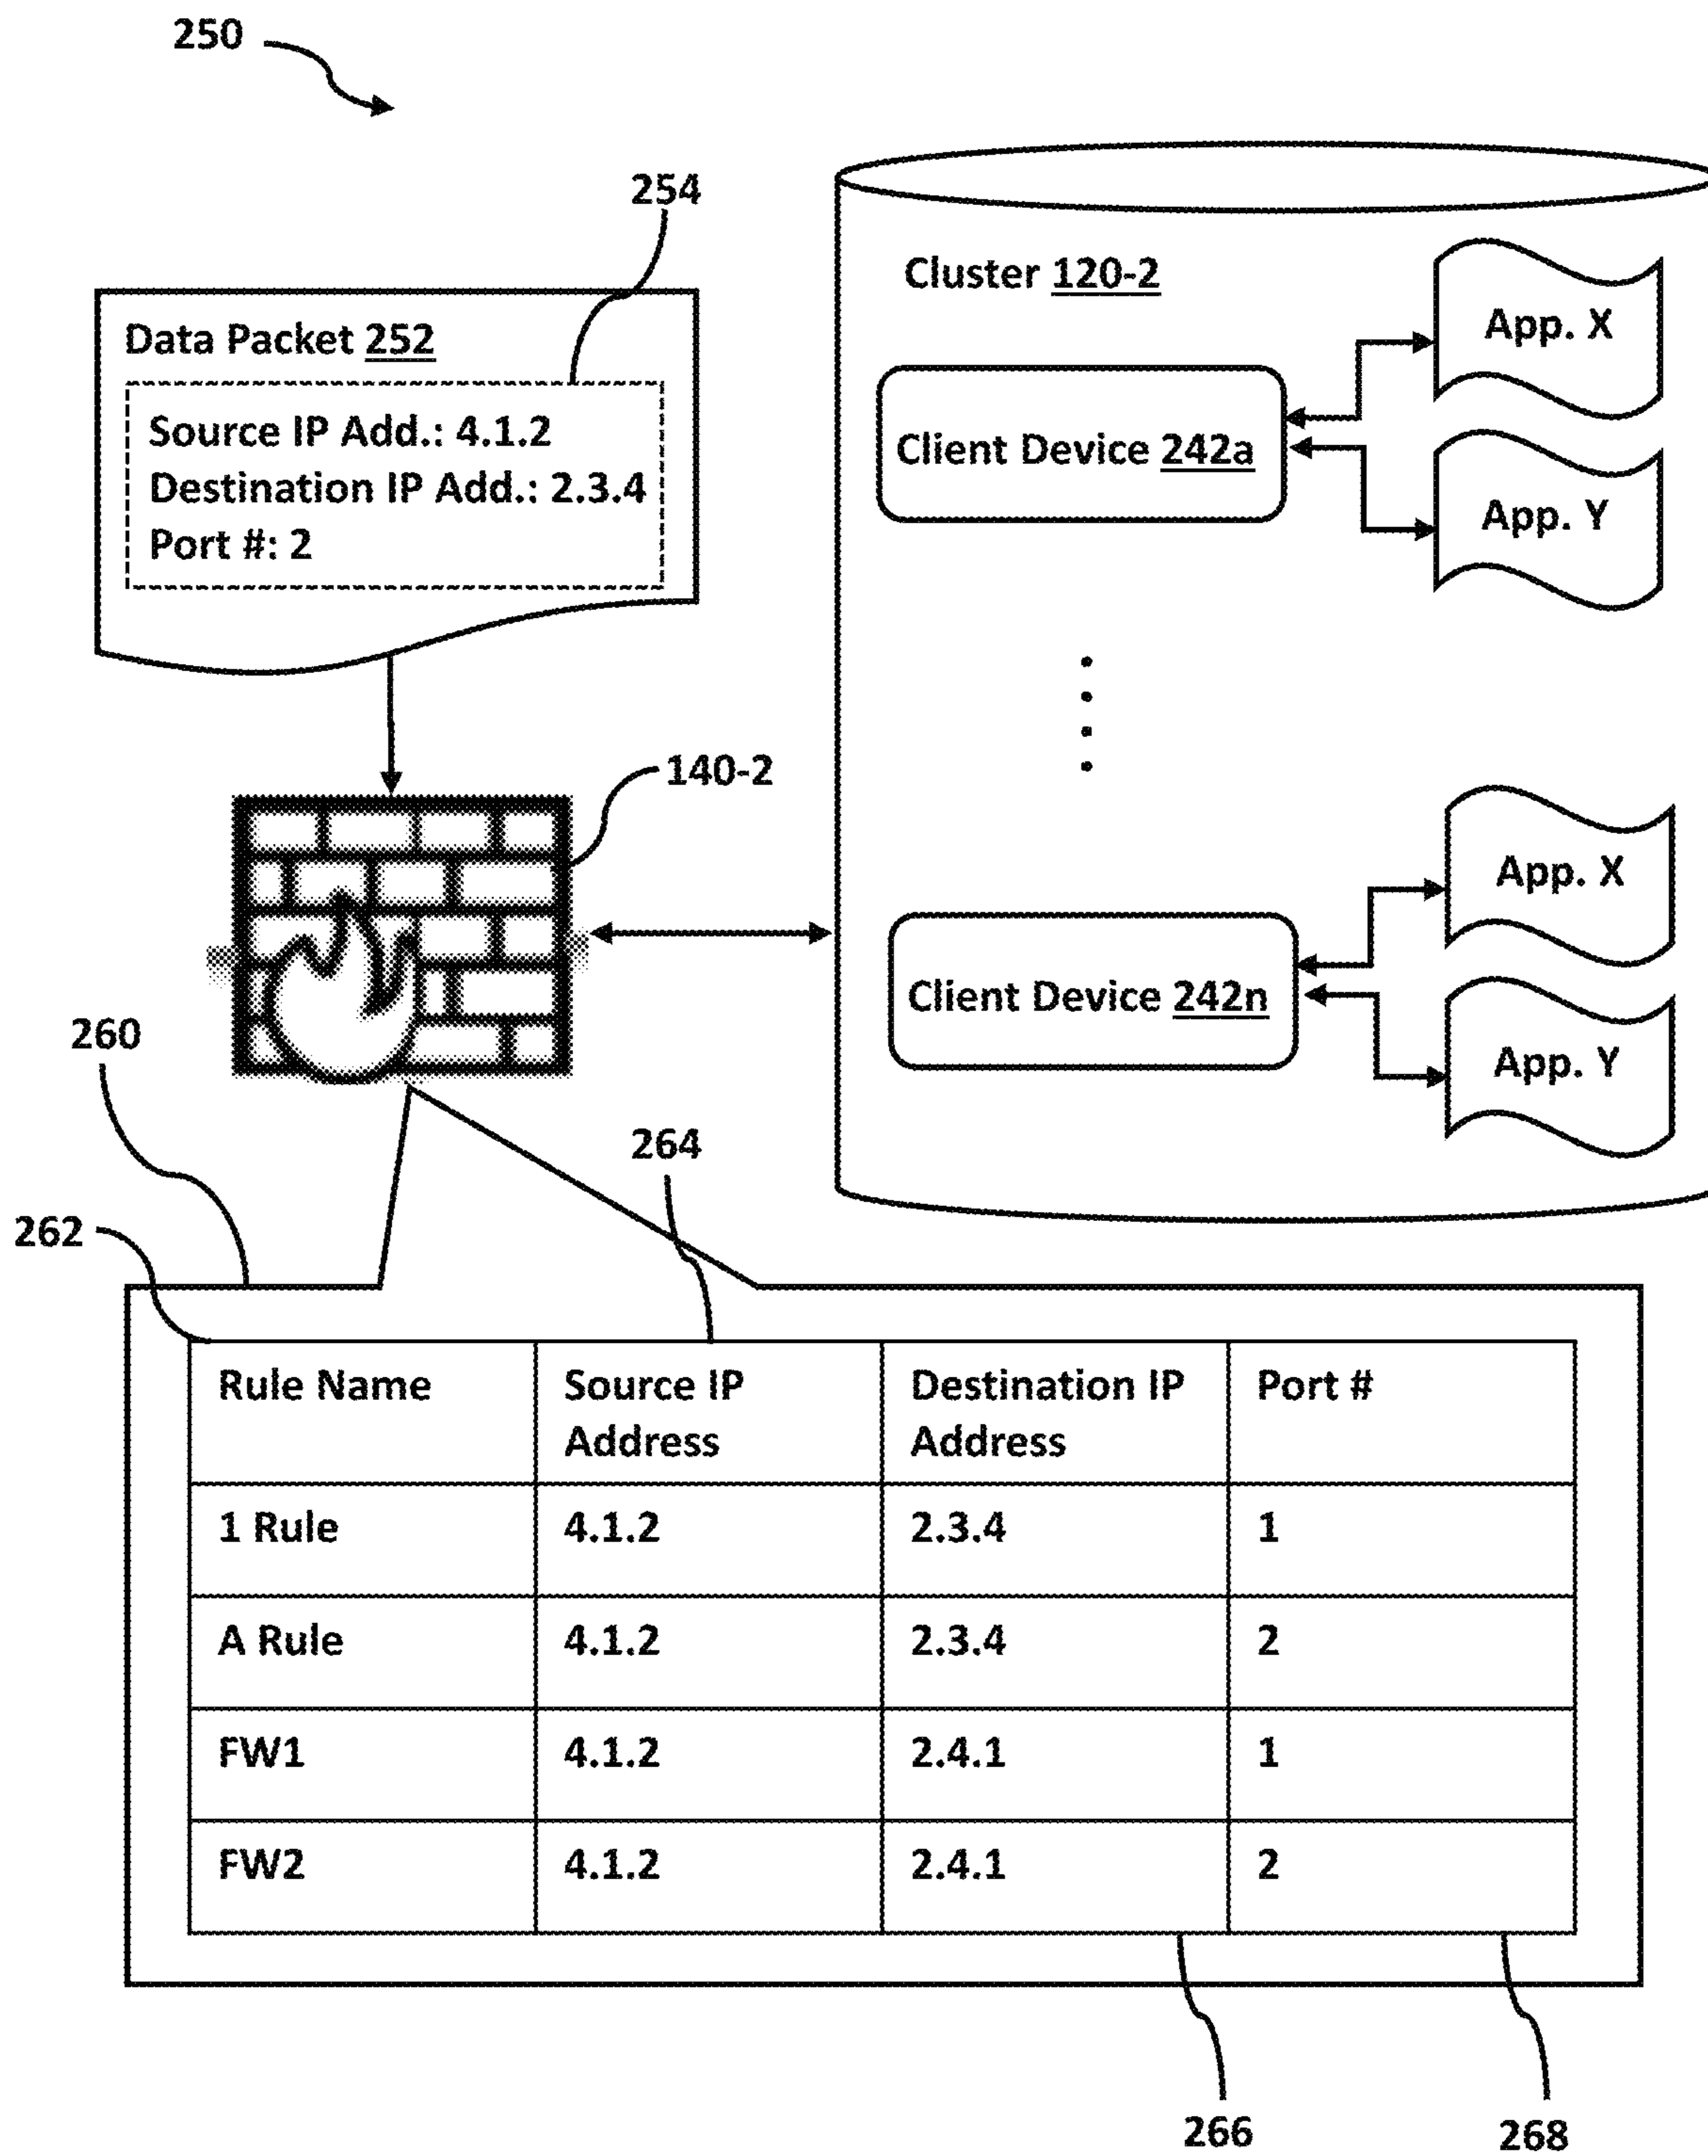 250
254
Data Packet 252
Source IP Add.: 4.1.2
Destination IP Add.: 2.3.4
Port #: 2
Cluster 120-2
Client Device 242a
App. X
App. Y
140-2
Client Device 242n
App. X
App. Y
260
262
264
Rule Name Source IP Address Destination IP Address Port #
1 Rule 4.1.2 2.3.4 1
A Rule 4.1.2 2.3.4 2
FW1 4.1.2 2.4.1 1
FW2 4.1.2 2.4.1 2
266
268